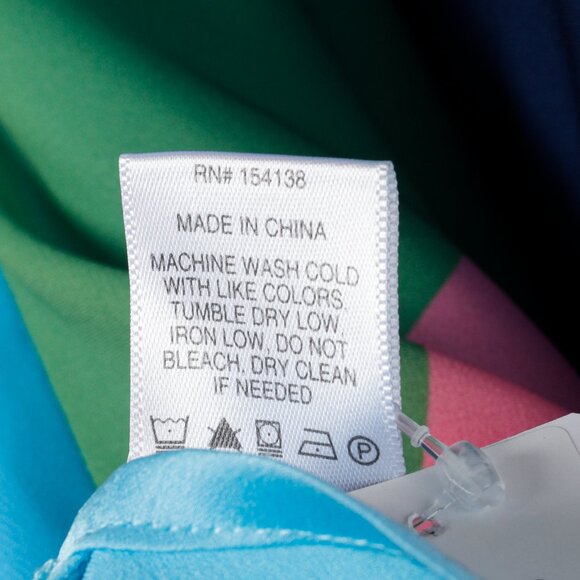 RN# 154138
MADE IN CHINA
MACHINE WASH COLD
WITH LIKE COLORS
TUMBLE DRY LOW,
IRON LOW, DO NOT
BLEACH, DRY CLEAN
IF NEEDED
P